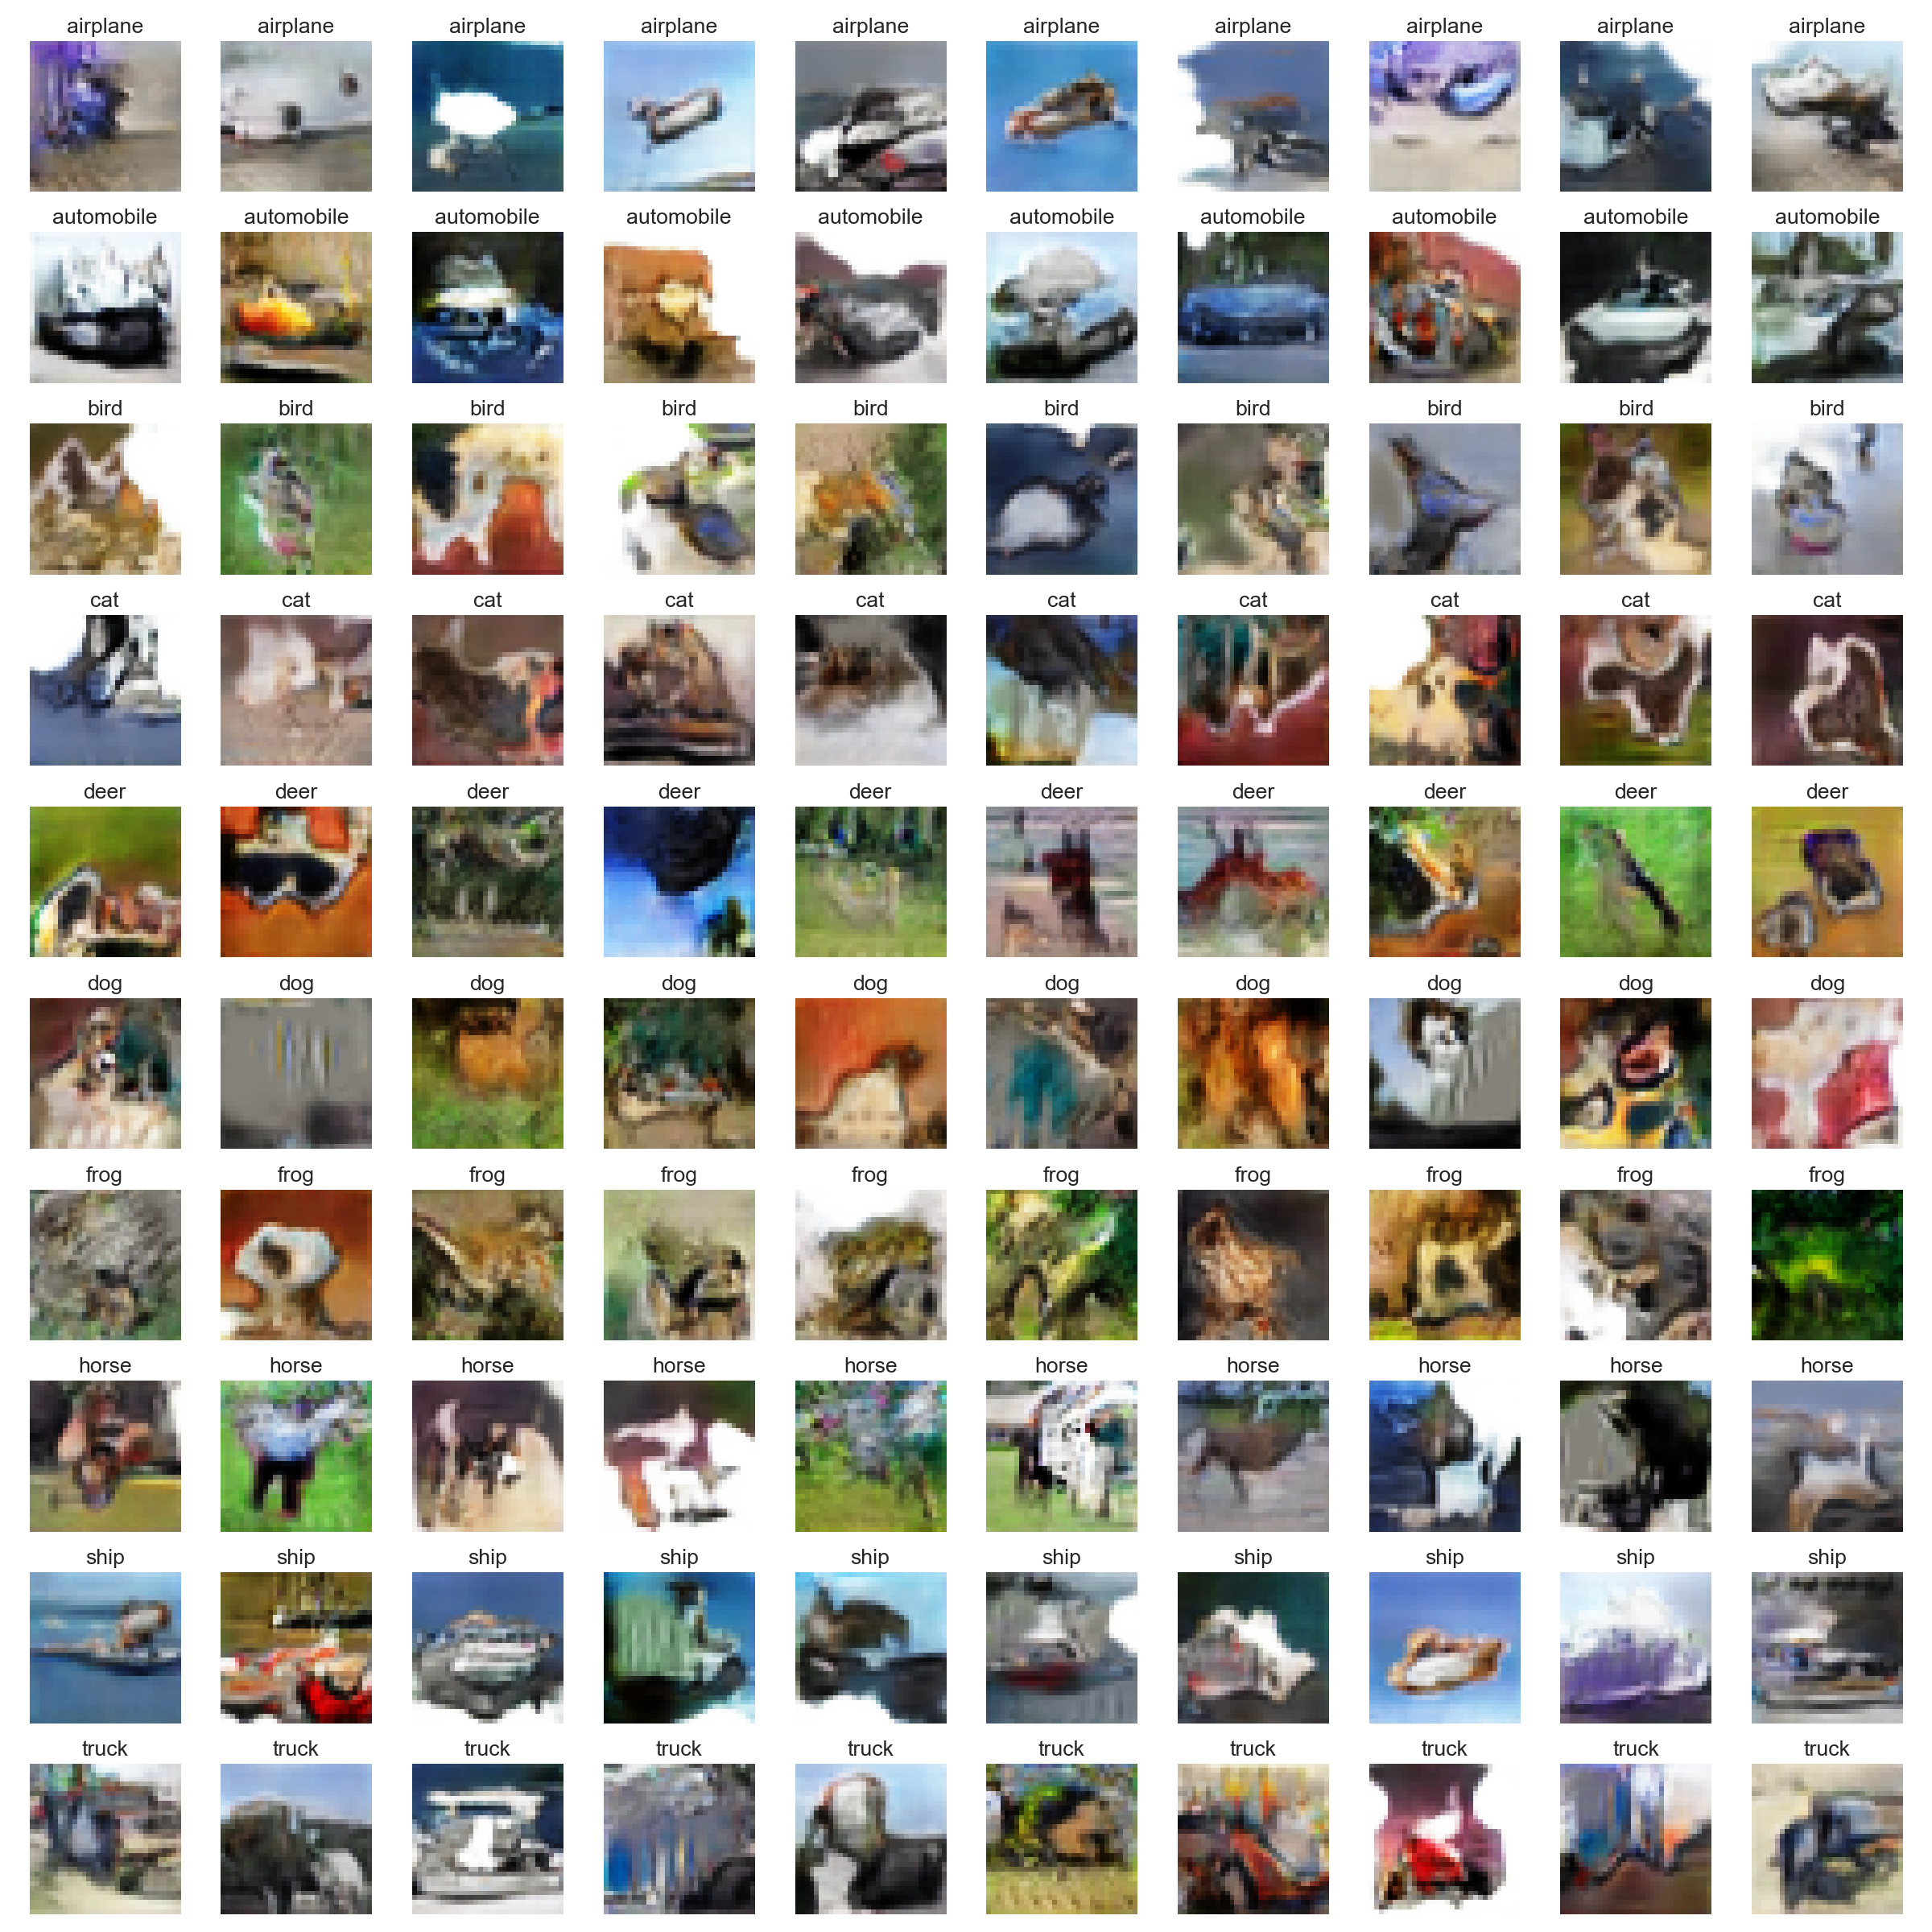 airplane airplane airplane airplane airplane airplane airplane airplane airplane airplane
automobile automobile automobile automobile automobile automobile automobile automobile automobile automobile
bird bird bird bird bird bird bird bird bird bird
cat cat cat cat cat cat cat cat cat cat
deer deer deer deer deer deer deer deer deer deer
dog dog dog dog dog dog dog dog dog dog
frog frog frog frog frog frog frog frog frog frog
horse horse horse horse horse horse horse horse horse horse
ship ship ship ship ship ship ship ship ship ship
truck truck truck truck truck truck truck truck truck truck